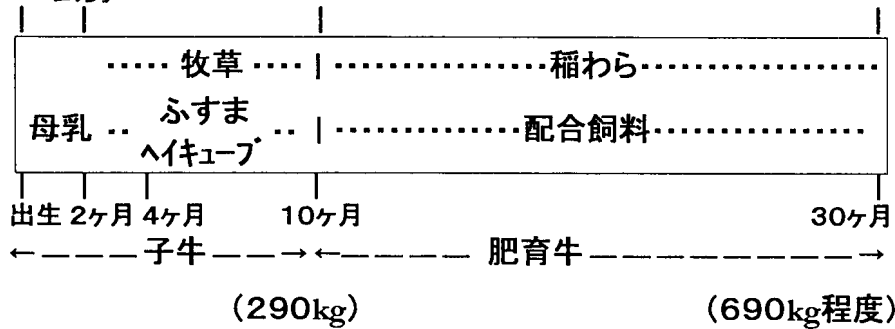 ····· 牧草 ···· | ···············稲わら·················
母乳 ·· ふすま ·· | ·············配合飼料···············
ヘイキューブ
出生 2ヶ月 4ヶ月 10ヶ月 30ヶ月
←————子牛———→←———— 肥育牛——————————→
(290kg) (690kg程度)